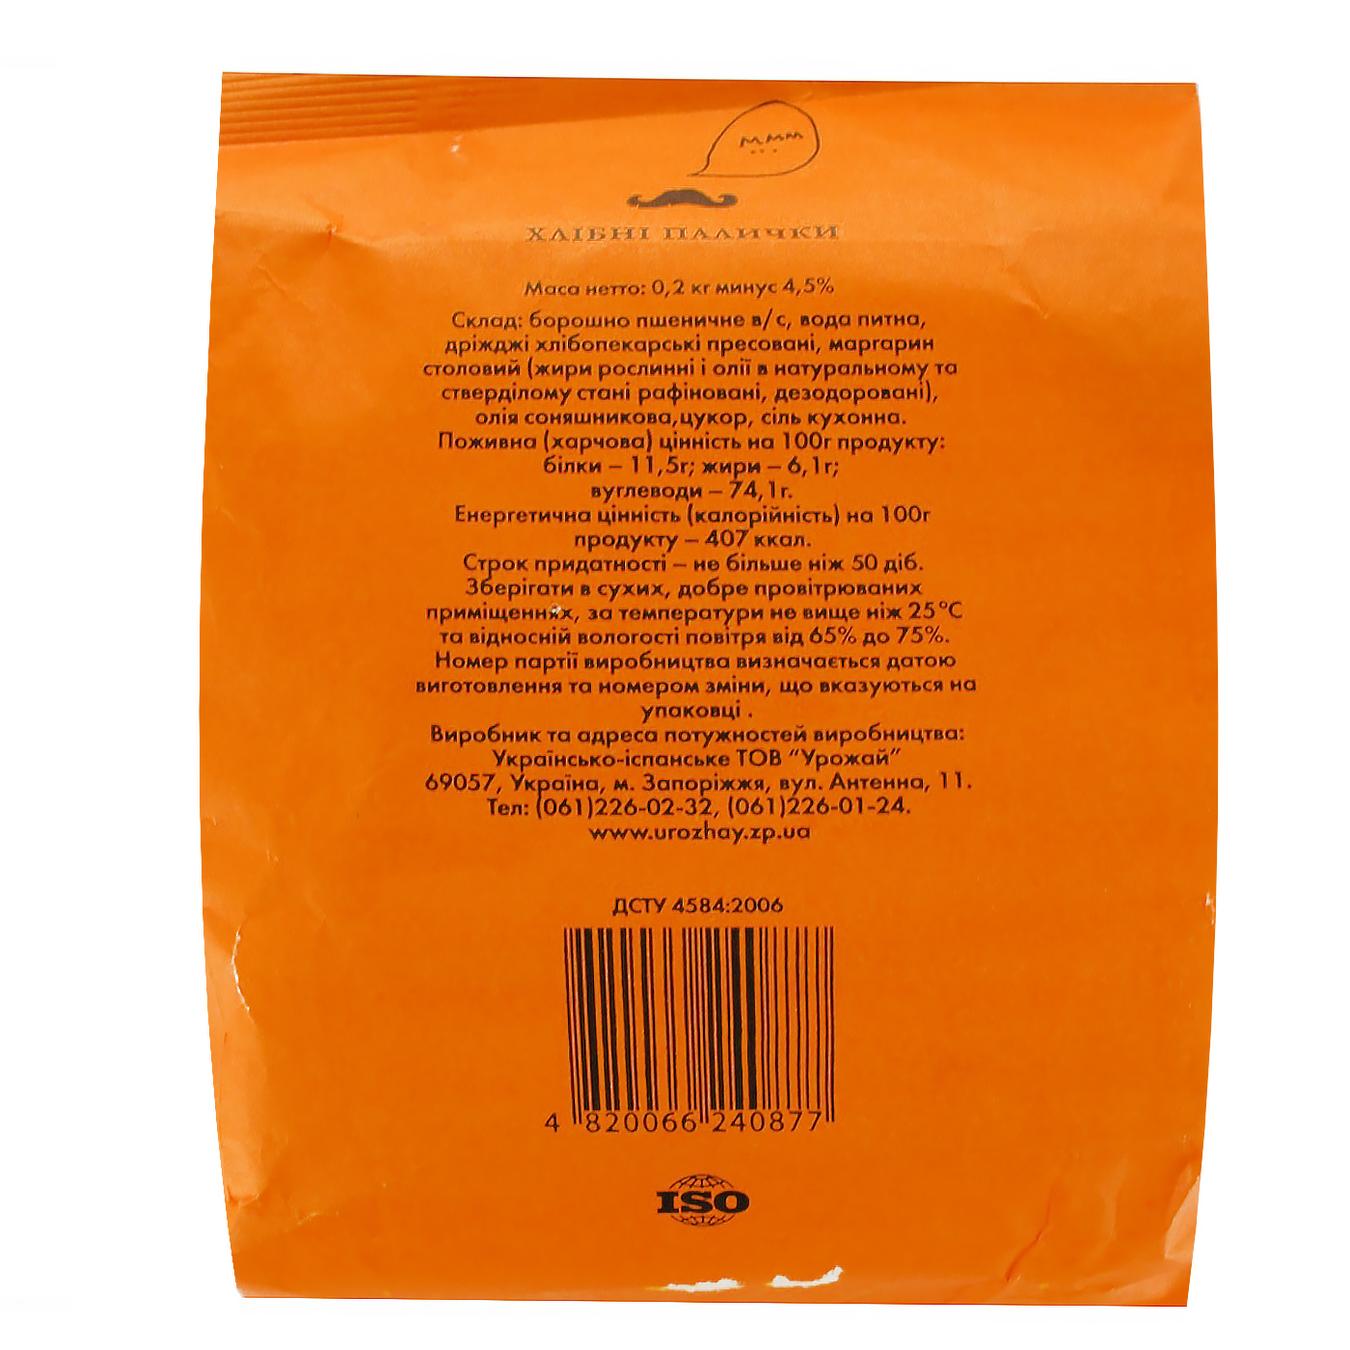 МММ
...
ХЛІБНІ ПАЛИЧКИ
Маса нетто: 0,2 кг минус 4,5%
Склад: борошно пшеничне в/с, вода питна,
дріжджі хлібопекарські пресовані, маргарин
столовий (жири рослинні і олії в натуральному та
стверділому стані рафіновані, дезодоровані),
олія соняшникова,цукор, сіль кухонна.
Поживна (харчова) цінність на 100г продукту:
білки – 11,5г; жири – 6,1г;
вуглеводи – 74,1г.
Енергетична цінність (калорійність) на 100г
продукту – 407 ккал.
Строк придатності – не більше ніж 50 діб.
Зберігати в сухих, добре провітрюваних
приміщеннях, за температури не вище ніж 25°С
та відносній вологості повітря від 65% до 75%.
Номер партії виробництва визначається датою
виготовлення та номером зміни, що вказуються на
упаковці .
Виробник та адреса потужностей виробництва:
Українсько-іспанське ТОВ "Урожай"
69057, Україна, м. Запоріжжя, вул. Антенна, 11.
Тел: (061)226-02-32, (061)226-01-24.
www.urozhay.zp.ua
ДСТУ 4584:2006
4 820066 240877
ISO